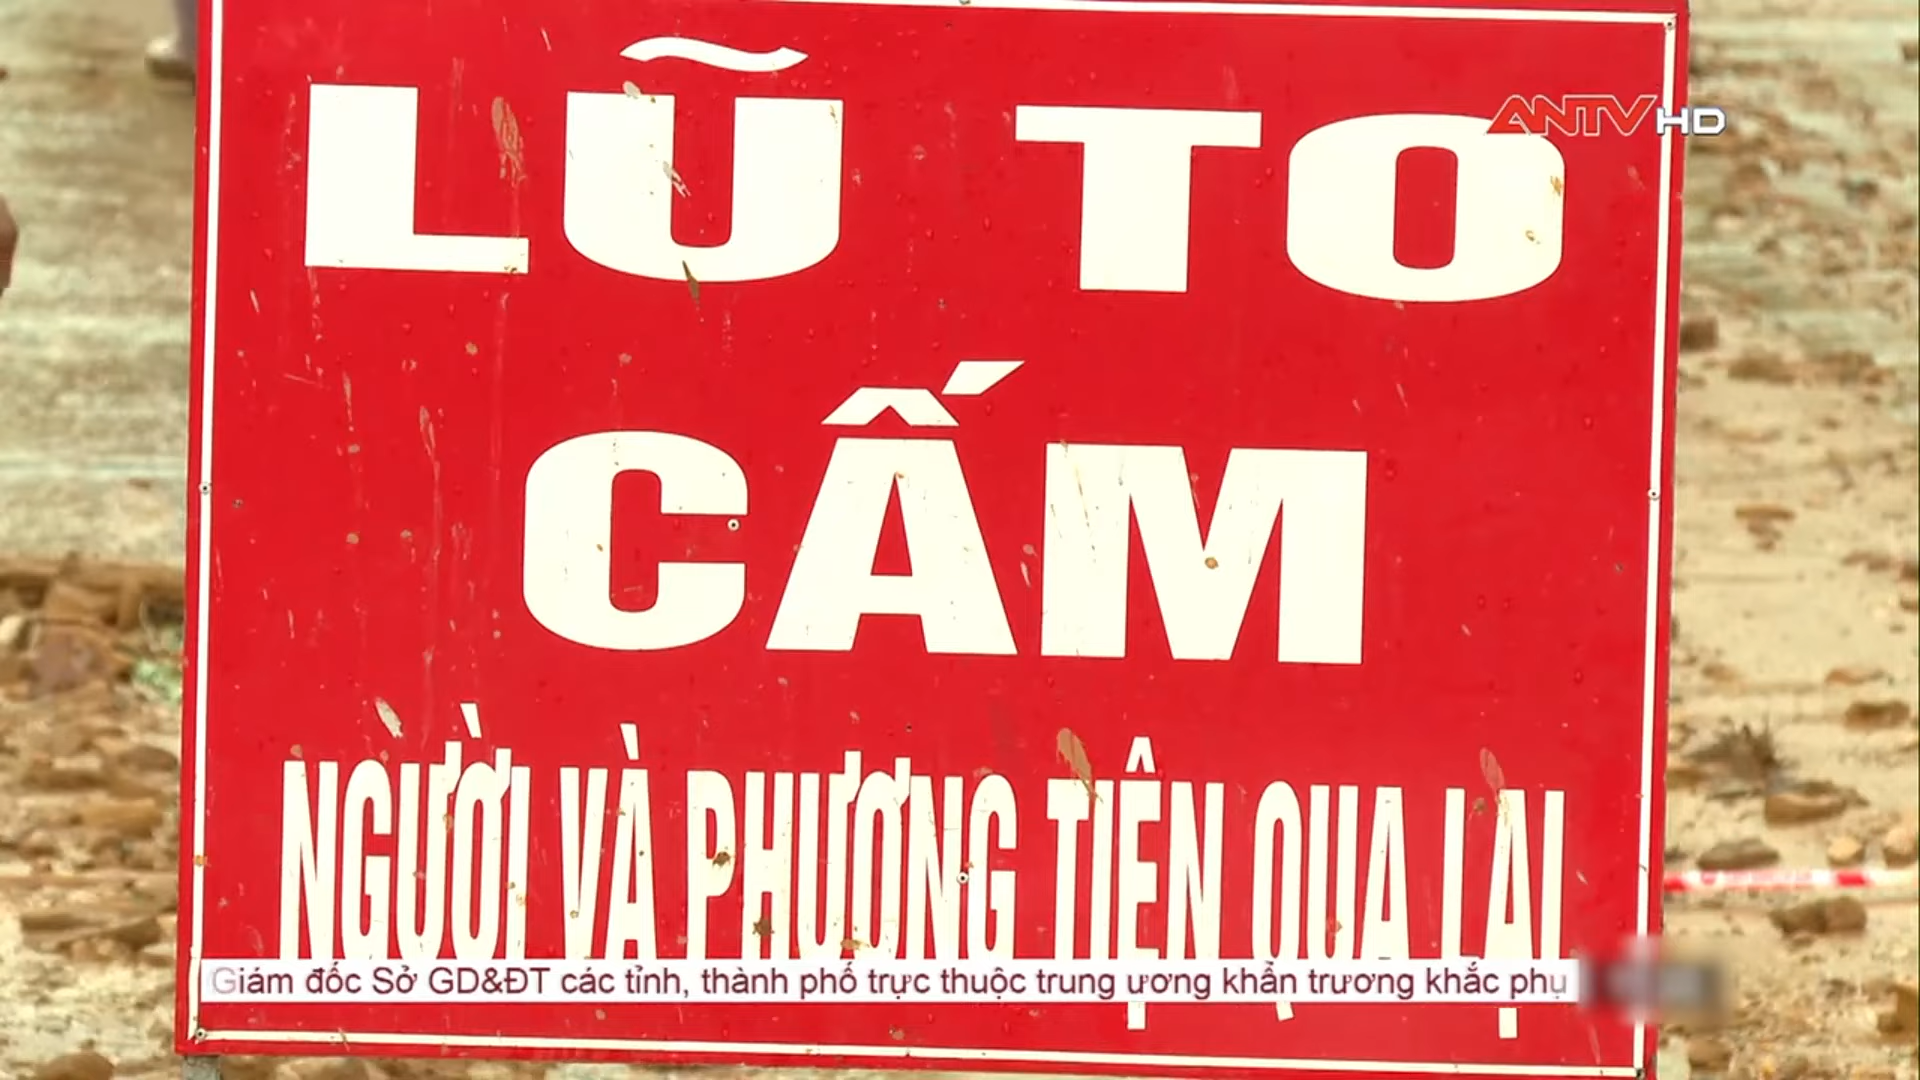 LŨ TO
ANTV HD
CẤM
NGƯỜI VÀ PHƯƠNG TIỆN QUA LẠI
Giám đốc Sở GD&ĐT các tỉnh, thành phố trực thuộc trung ương khẩn trương khắc phụ